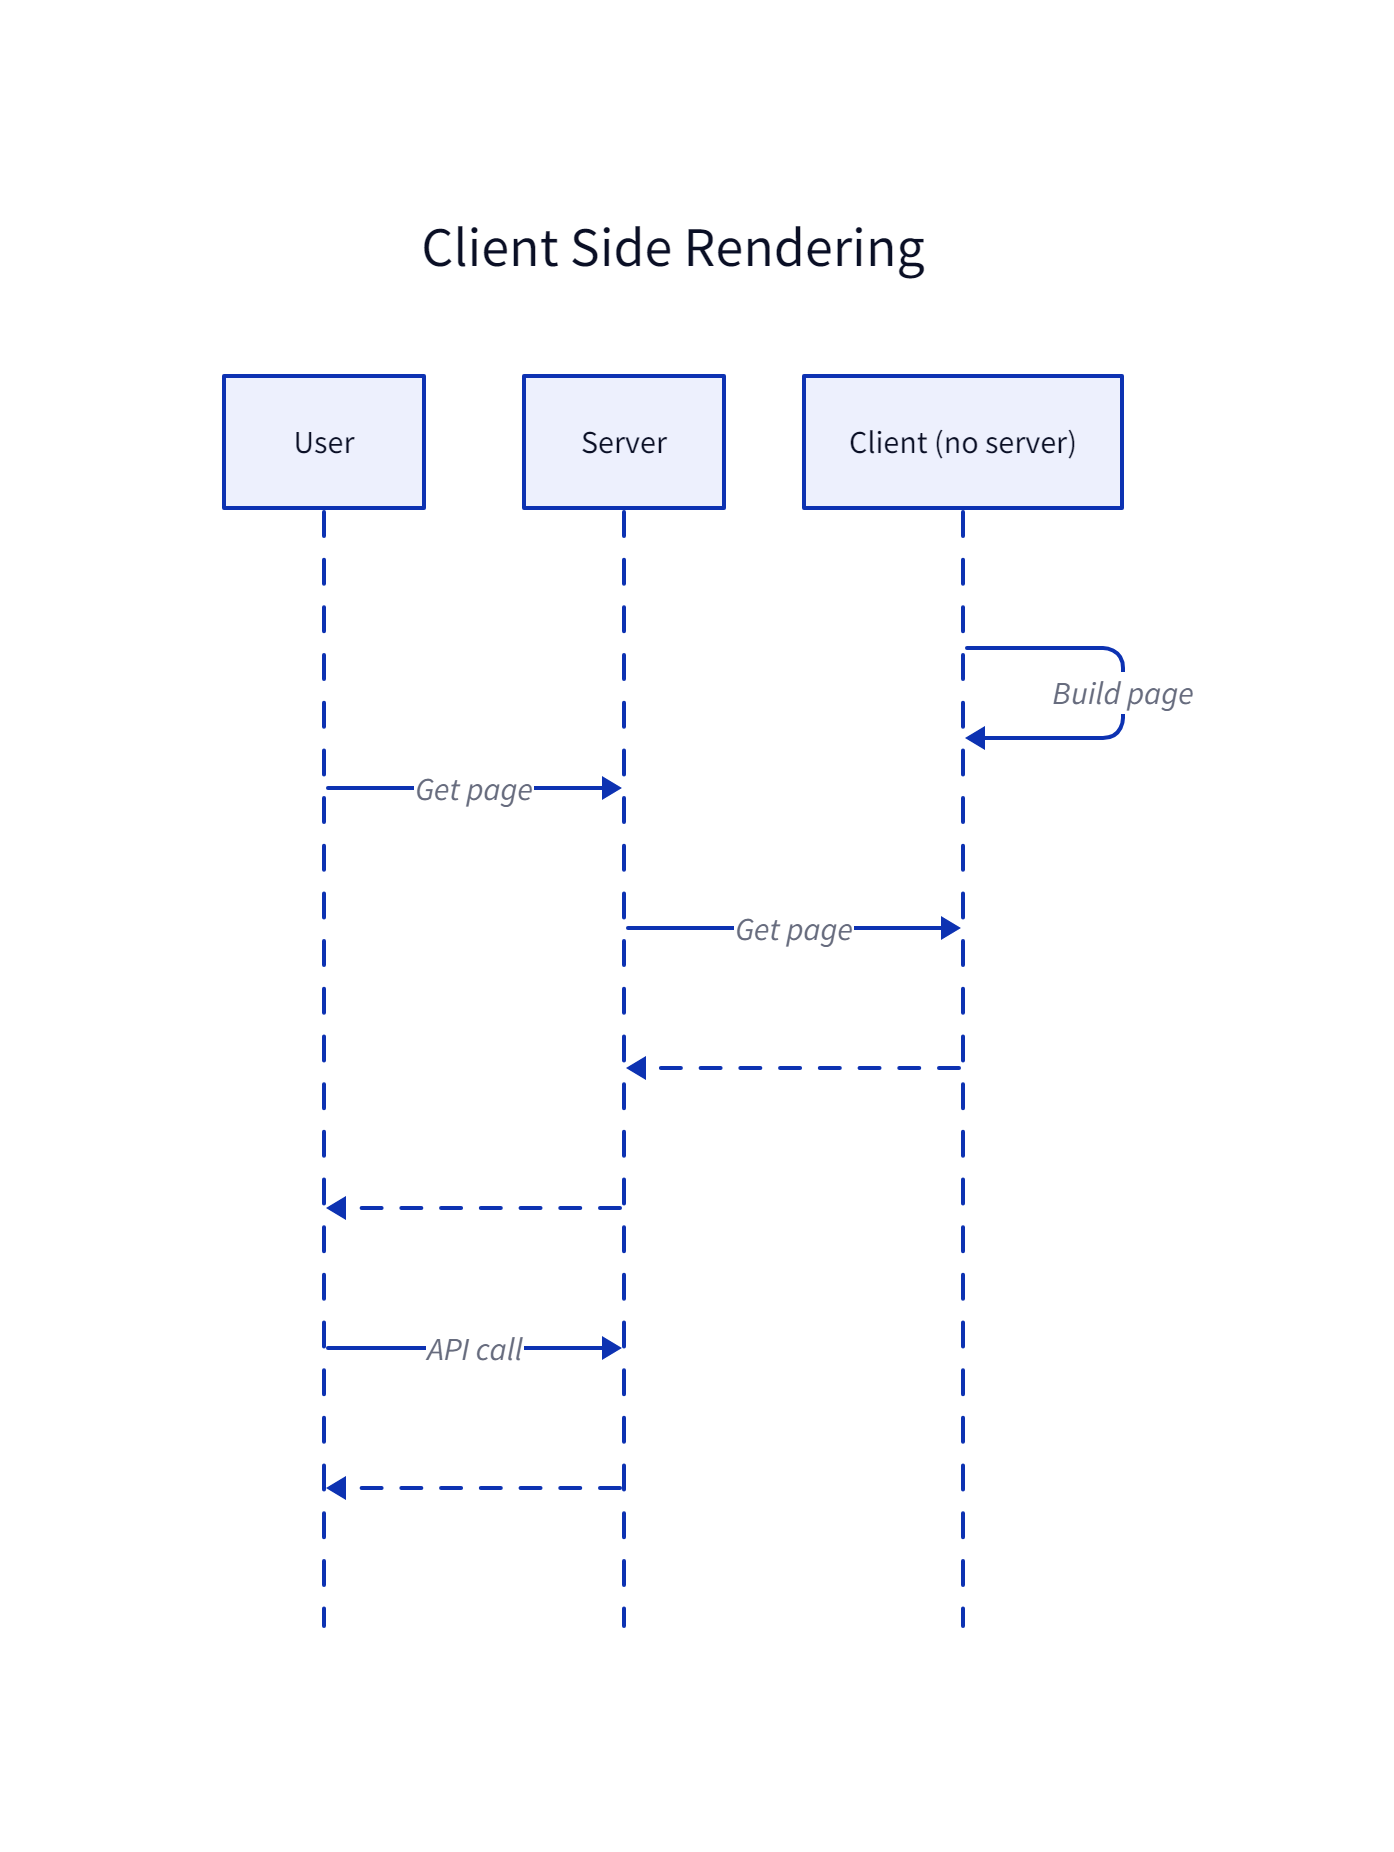 Client Side Rendering
User
Server
Client (no server)
Build page
Get page
Get page
API call